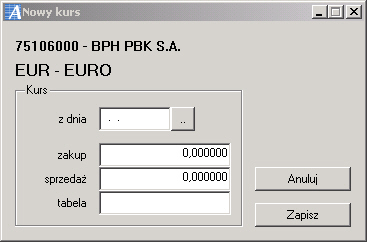 Nowy kurs
75106000 - BPH PBK S.A.
EUR - EURO
Kurs
z dnia . . ..
zakup 0,000000
sprzedaż 0,000000
tabela
Anuluj
Zapisz